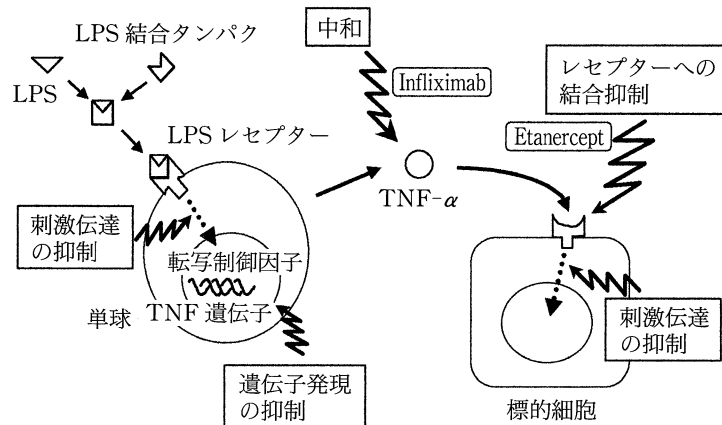 LPS 結合タンパク
LPS
LPS レセプター
刺激伝達
の抑制
転写制御因子
TNF 遺伝子
単球
遺伝子発現
の抑制
中和
Infliximab
TNF-α
レセプターへの
結合抑制
Etanercept
刺激伝達
の抑制
標的細胞